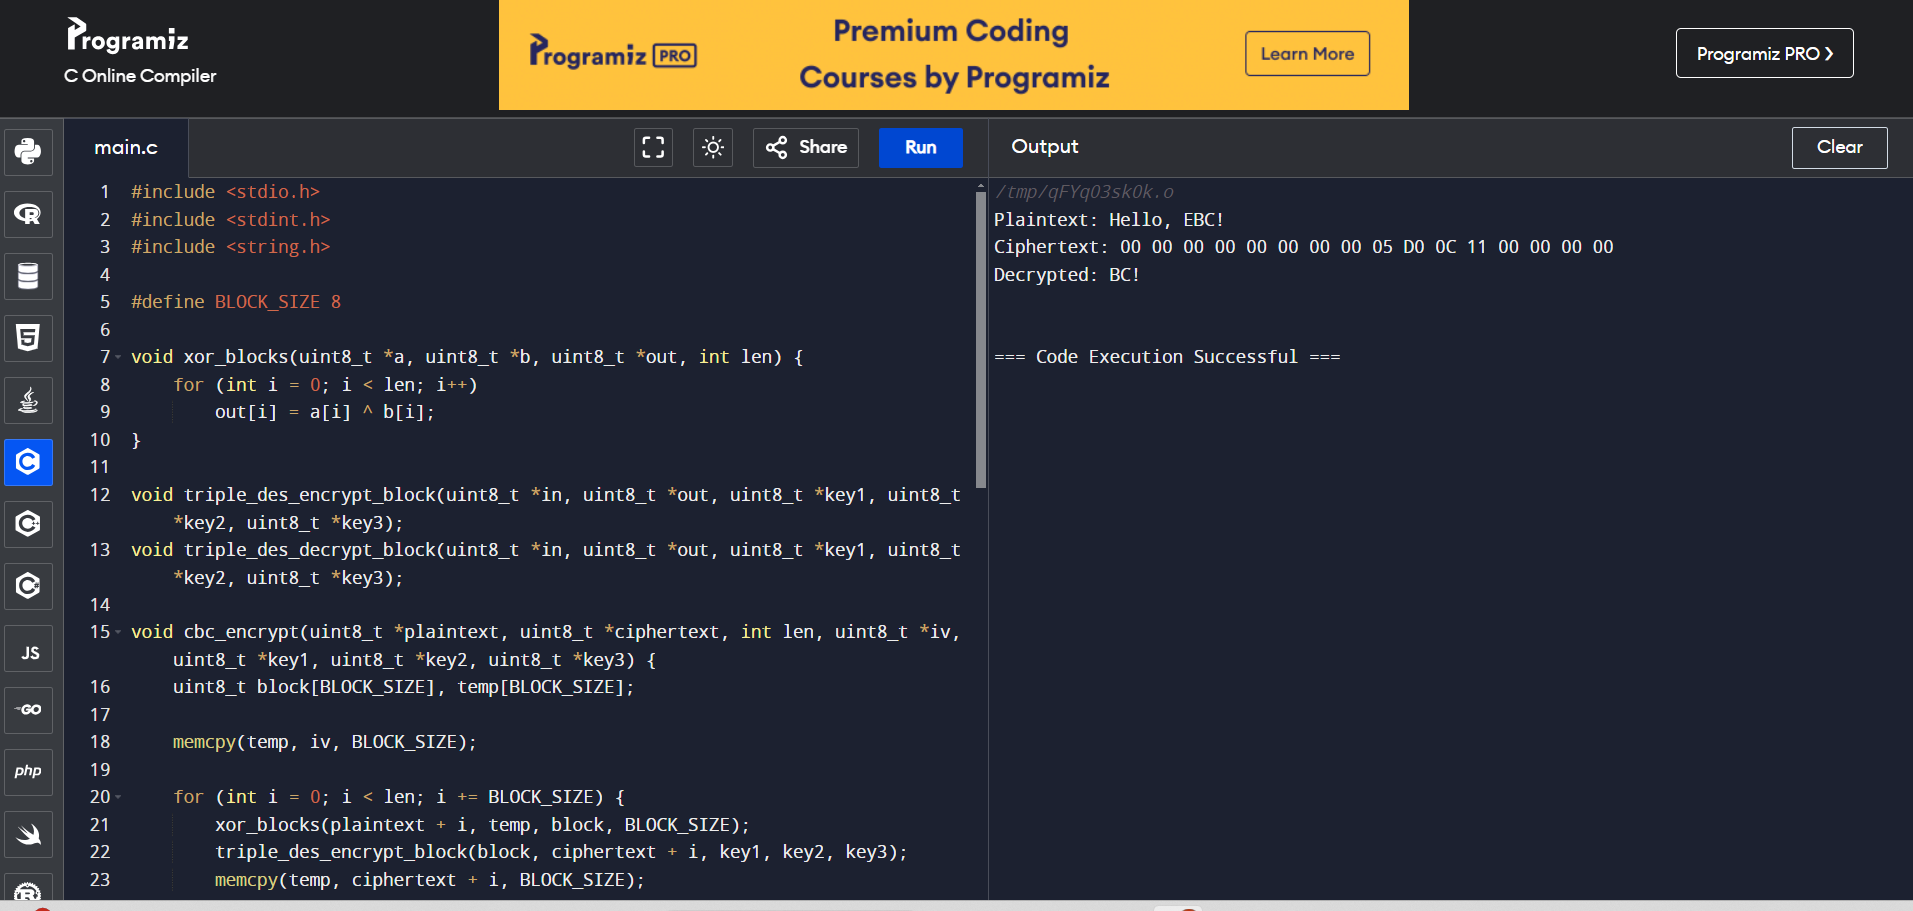 Programiz
C Online Compiler
Programiz PRO
Premium Coding
Courses by Programiz
Learn More
Programiz PRO ❯
main.c
Share
Run
Output
Clear
1 #include <stdio.h>
2 #include <stdint.h>
3 #include <string.h>
4
5 #define BLOCK_SIZE 8
6
7 void xor_blocks(uint8_t *a, uint8_t *b, uint8_t *out, int len) {
8 for (int i = 0; i < len; i++)
9 out[i] = a[i] ^ b[i];
10 }
11
12 void triple_des_encrypt_block(uint8_t *in, uint8_t *out, uint8_t *key1, uint8_t
*key2, uint8_t *key3);
13 void triple_des_decrypt_block(uint8_t *in, uint8_t *out, uint8_t *key1, uint8_t
*key2, uint8_t *key3);
14
15 void cbc_encrypt(uint8_t *plaintext, uint8_t *ciphertext, int len, uint8_t *iv,
uint8_t *key1, uint8_t *key2, uint8_t *key3) {
16 uint8_t block[BLOCK_SIZE], temp[BLOCK_SIZE];
17
18 memcpy(temp, iv, BLOCK_SIZE);
19
20 for (int i = 0; i < len; i += BLOCK_SIZE) {
21 xor_blocks(plaintext + i, temp, block, BLOCK_SIZE);
22 triple_des_encrypt_block(block, ciphertext + i, key1, key2, key3);
23 memcpy(temp, ciphertext + i, BLOCK_SIZE);
/tmp/qFYqO3skOk.o
Plaintext: Hello, EBC!
Ciphertext: 00 00 00 00 00 00 00 00 05 D0 0C 11 00 00 00 00
Decrypted: BC!
=== Code Execution Successful ===
R
5
C
C++
C#
JS
GO
php
R